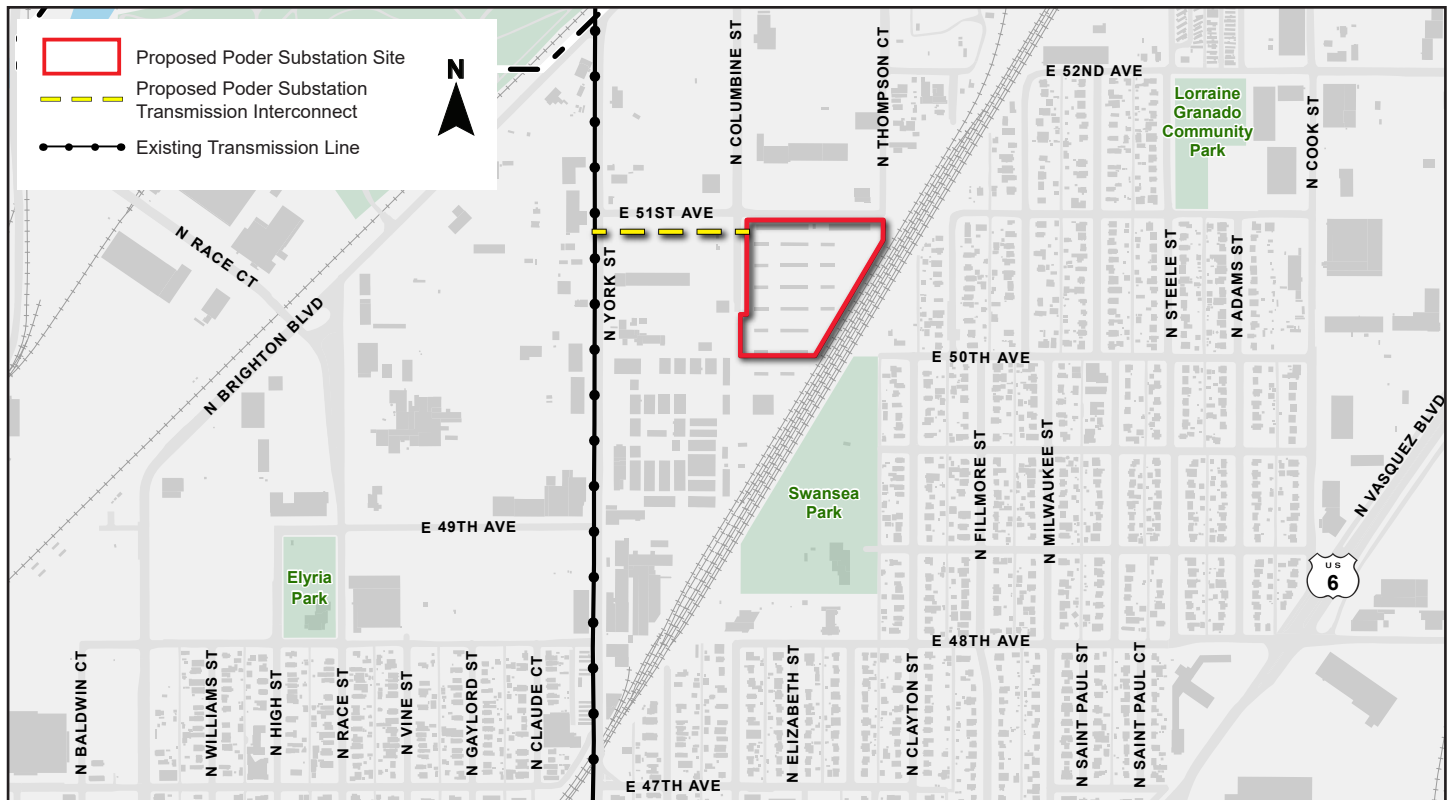 Proposed Poder Substation Site
Proposed Poder Substation
Transmission Interconnect
Existing Transmission Line
N
N COLUMBINE ST
N THOMPSON CT
E 52ND AVE
Lorraine
Granado
Community
Park
N COOK ST
E 51ST AVE
N RACE CT
N YORK ST
N STEELE ST
N ADAMS ST
N BRIGHTON BLVD
E 50TH AVE
N VASQUEZ BLVD
Swansea
Park
N FILLMORE ST
N MILWAUKEE ST
E 49TH AVE
Elyria
Park
US
6
E 48TH AVE
N BALDWIN CT
N WILLIAMS ST
N HIGH ST
N RACE ST
N VINE ST
N GAYLORD ST
N CLAUDE CT
N ELIZABETH ST
N CLAYTON ST
N SAINT PAUL ST
N SAINT PAUL CT
E 47TH AVE